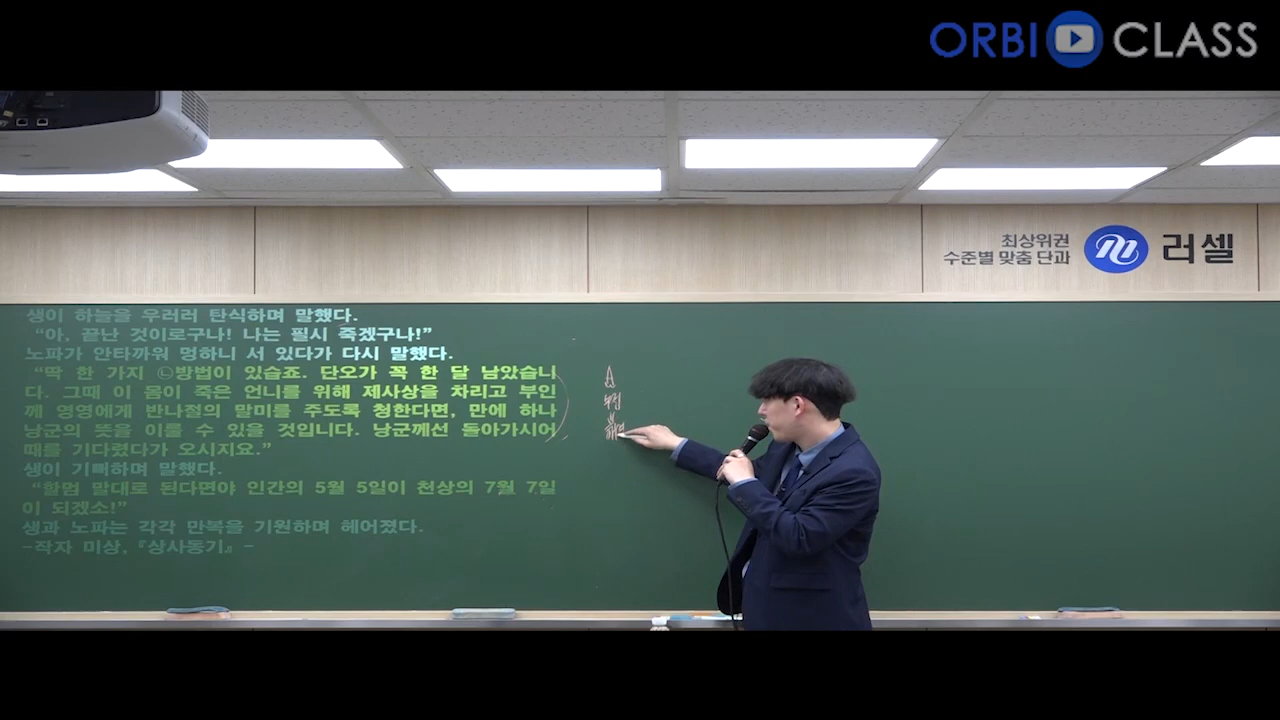 ORBI CLASS
최상위권
수준별 맞춤 단과
러셀
생이 하늘을 우러러 탄식하며 말했다.
“아, 끝난 것이로구나! 나는 필시 죽겠구나!”
노파가 안타까워 멍하니 서 있다가 다시 말했다.
“딱 한 가지 ㉡방법이 있습죠. 단오가 꼭 한 달 남았습니
다. 그때 이 몸이 죽은 언니를 위해 제사상을 차리고 부인
께 영영에게 반나절의 말미를 주도록 청한다면, 만에 하나
낭군의 뜻을 이룰 수 있을 것입니다. 낭군께선 돌아가시어
때를 기다렸다가 오시지요.”
생이 기뻐하며 말했다.
“할멈 말대로 된다면야 인간의 5월 5일이 천상의 7월 7일
이 되겠소!”
생과 노파는 각각 만복을 기원하며 헤어졌다.
-작자 미상, 『상사동기』 -
부인